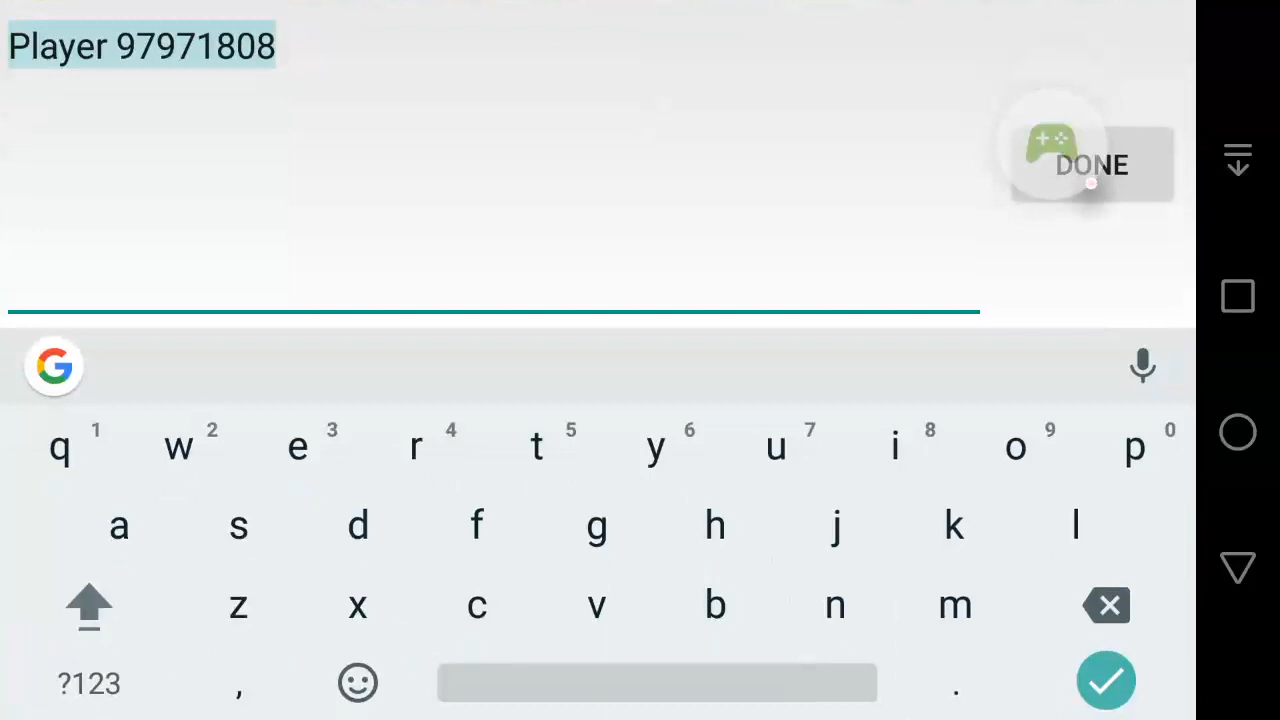 Player 97971808
DONE
G
q 1 w 2 e 3 r 4 t 5 y 6 u 7 i 8 o 9 p 0
a s d f g h j k l
z x c v b n m
?123 , .